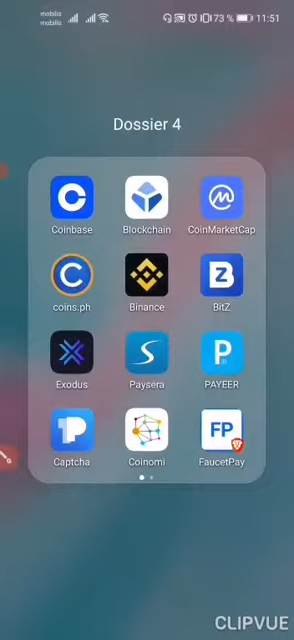 mobilis
mobilis
73 %
11:51
Dossier 4
Coinbase
Blockchain
CoinMarketCap
coins.ph
Binance
BitZ
Exodus
Paysera
PAYEER
Captcha
Coinomi
FP
FaucetPay
CLIPVUE